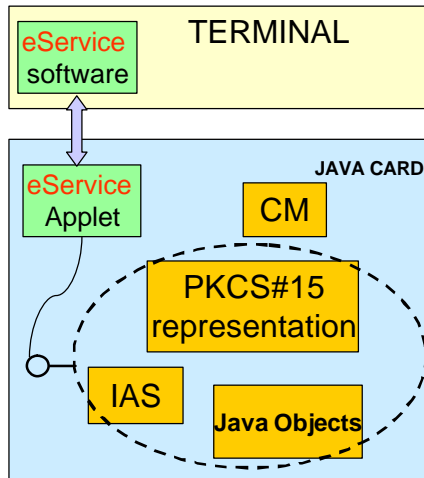 TERMINAL
eService
software
JAVA CARD
eService
Applet
CM
PKCS#15
representation
IAS
Java Objects